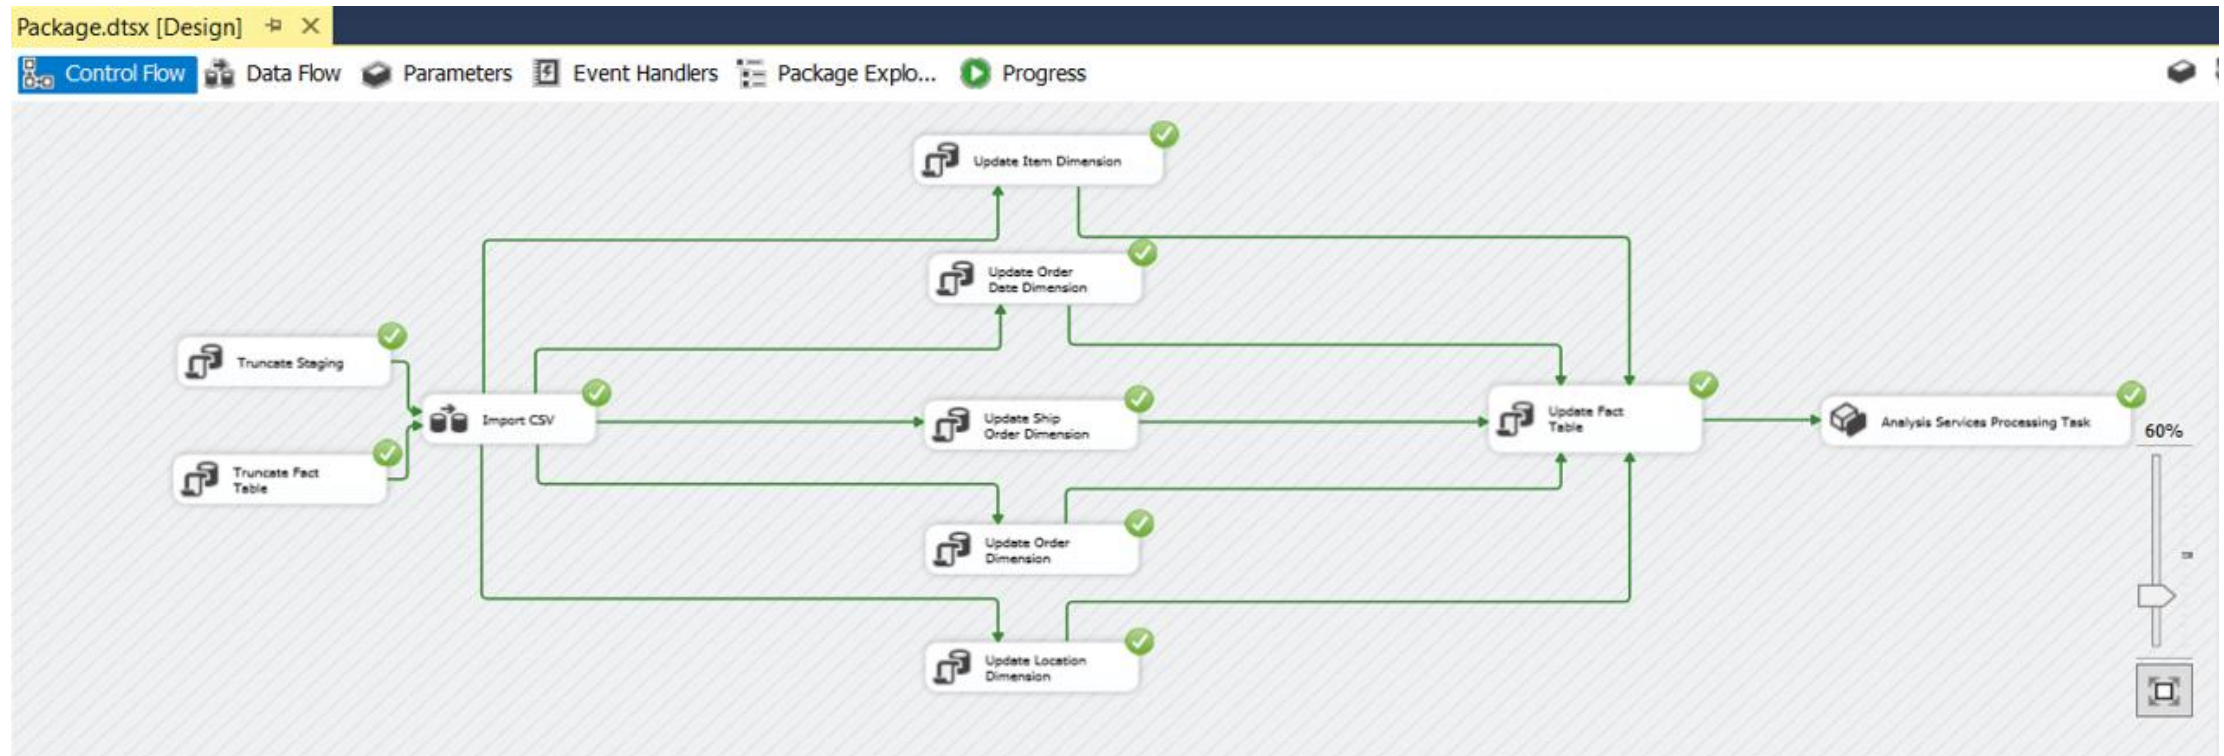 Package.dtsx [Design]
Control Flow
Data Flow
Parameters
Event Handlers
Package Explo...
Progress
Update Item Dimension
Update Order
Date Dimension
Truncate Staging
Import CSV
Update Ship
Order Dimension
Update Fact
Table
Analysis Services Processing Task
60%
Truncate Fact
Table
Update Order
Dimension
Update Location
Dimension